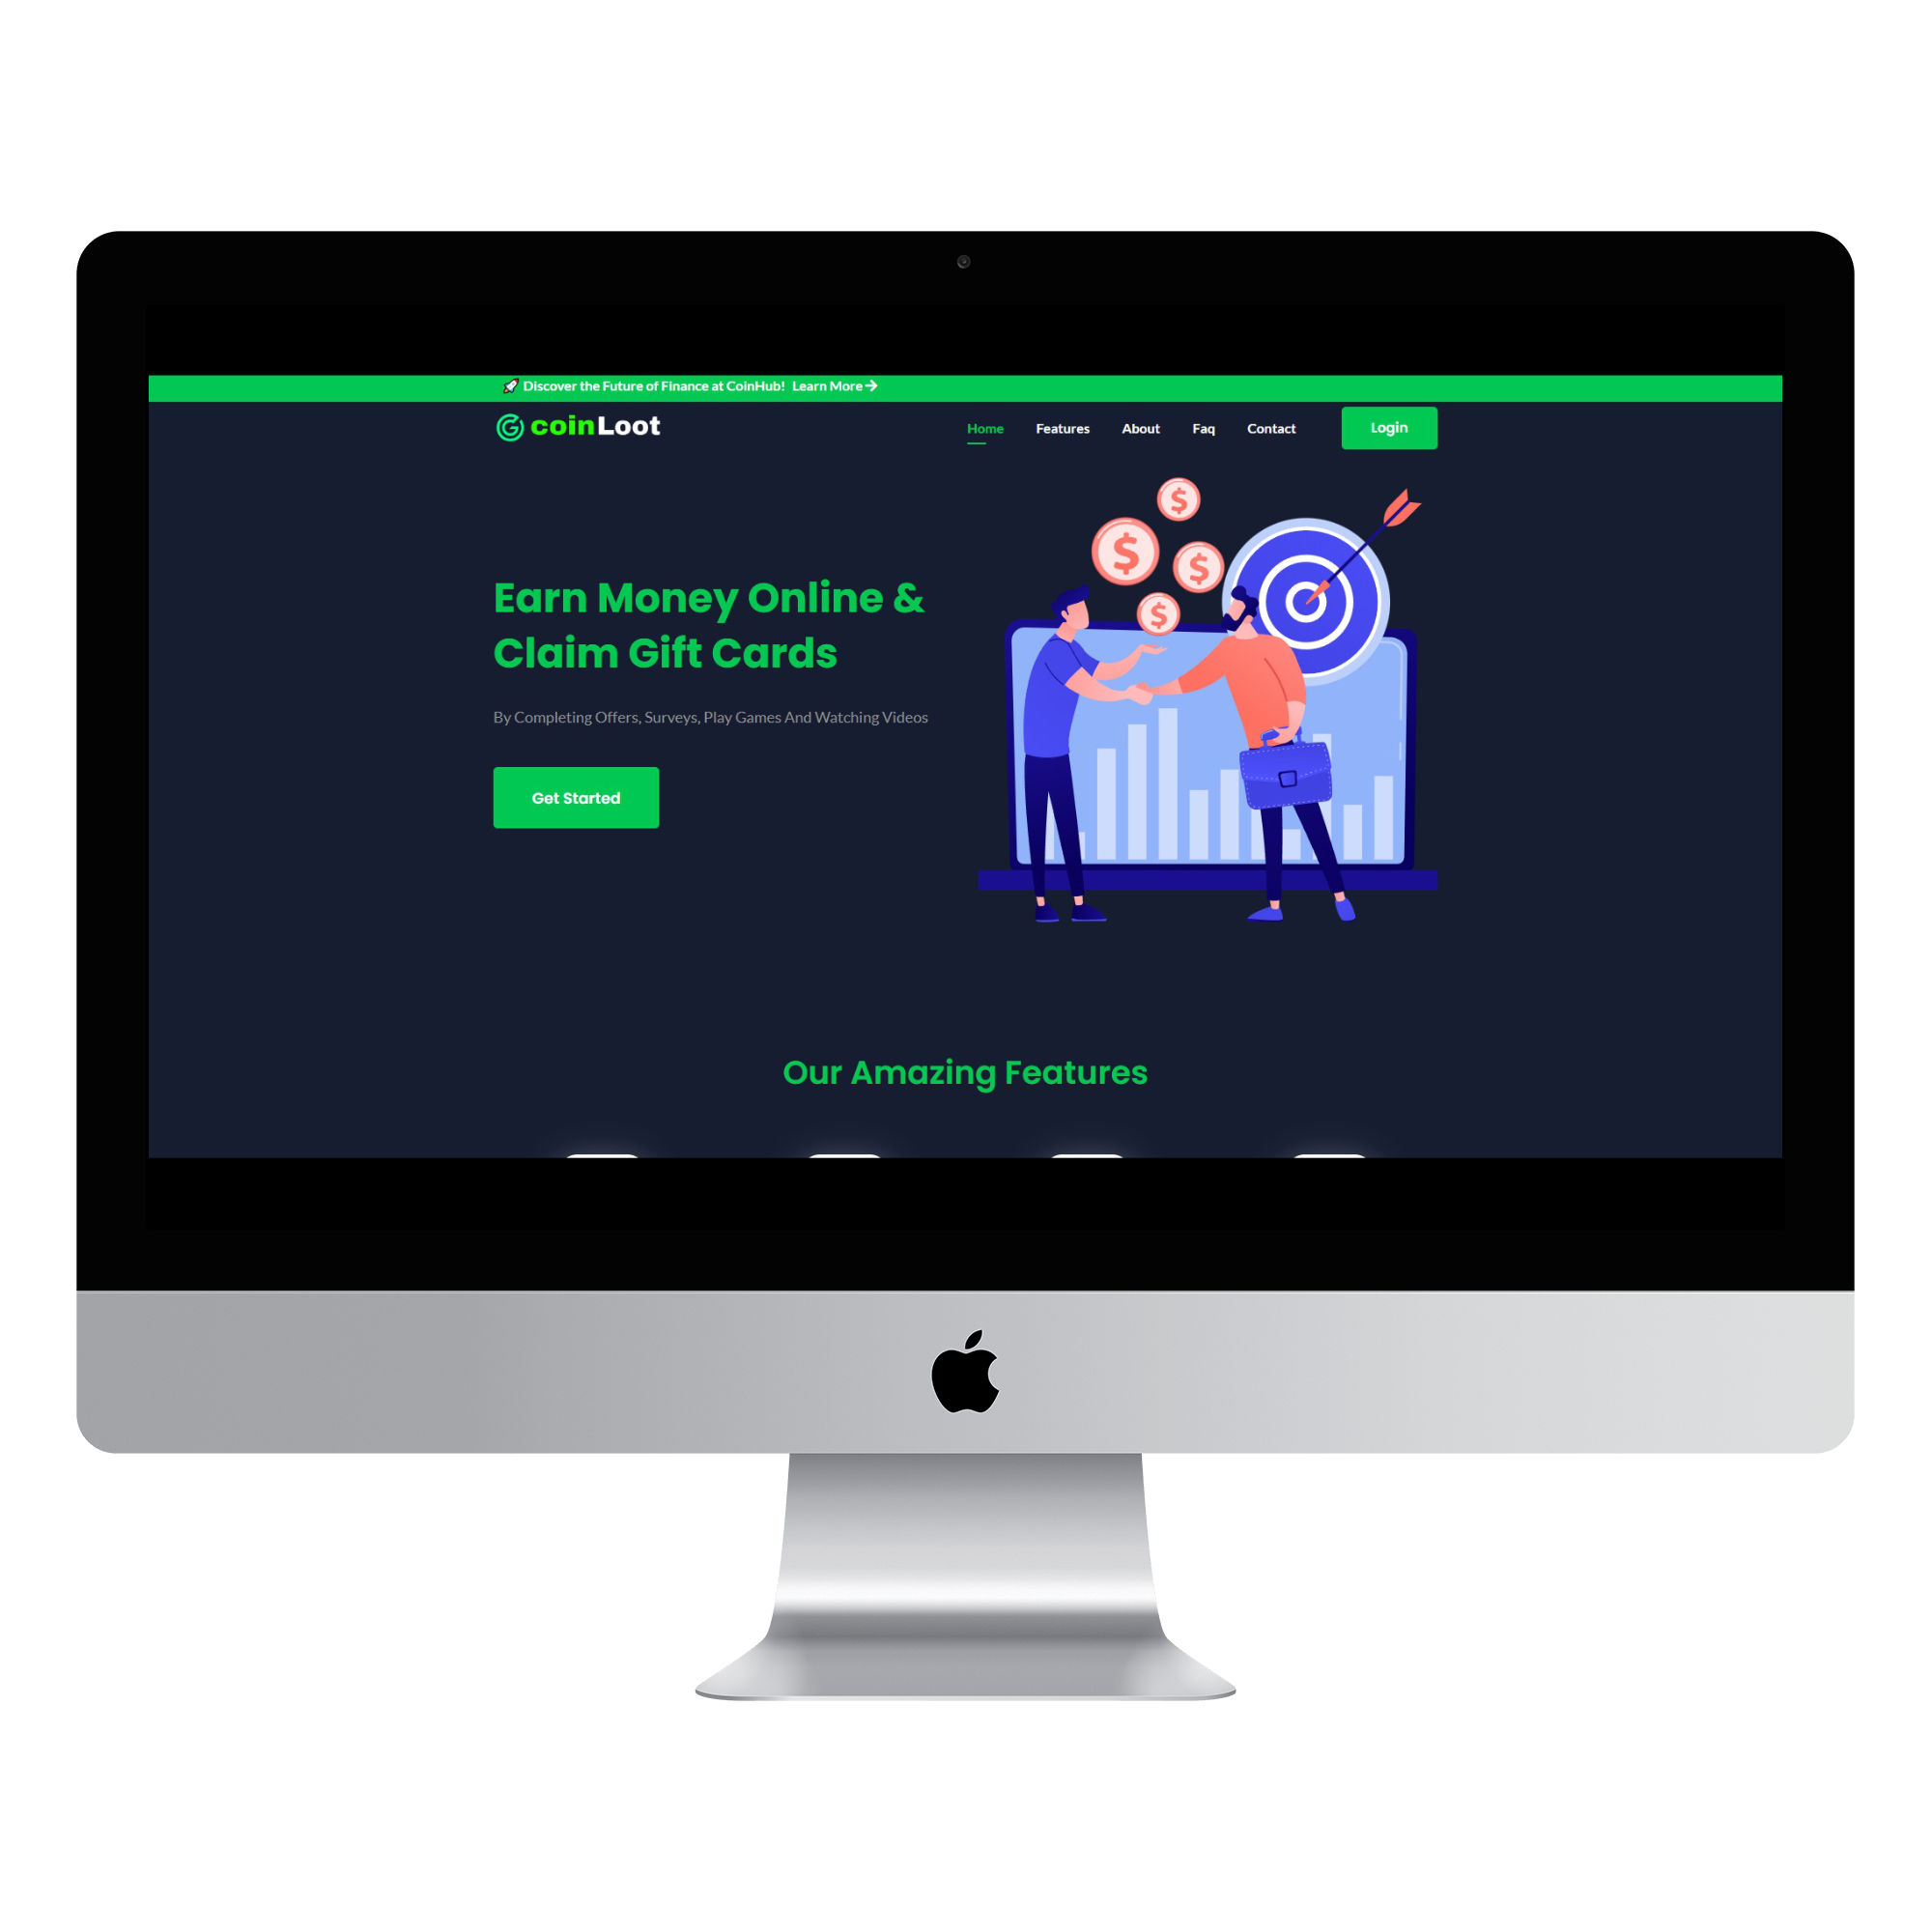 Discover the Future of Finance at CoinHub! Learn More →
coinLoot
Home Features About Faq Contact Login
Earn Money Online &
Claim Gift Cards
By Completing Offers, Surveys, Play Games And Watching Videos
Get Started
$
$
$
$
Our Amazing Features